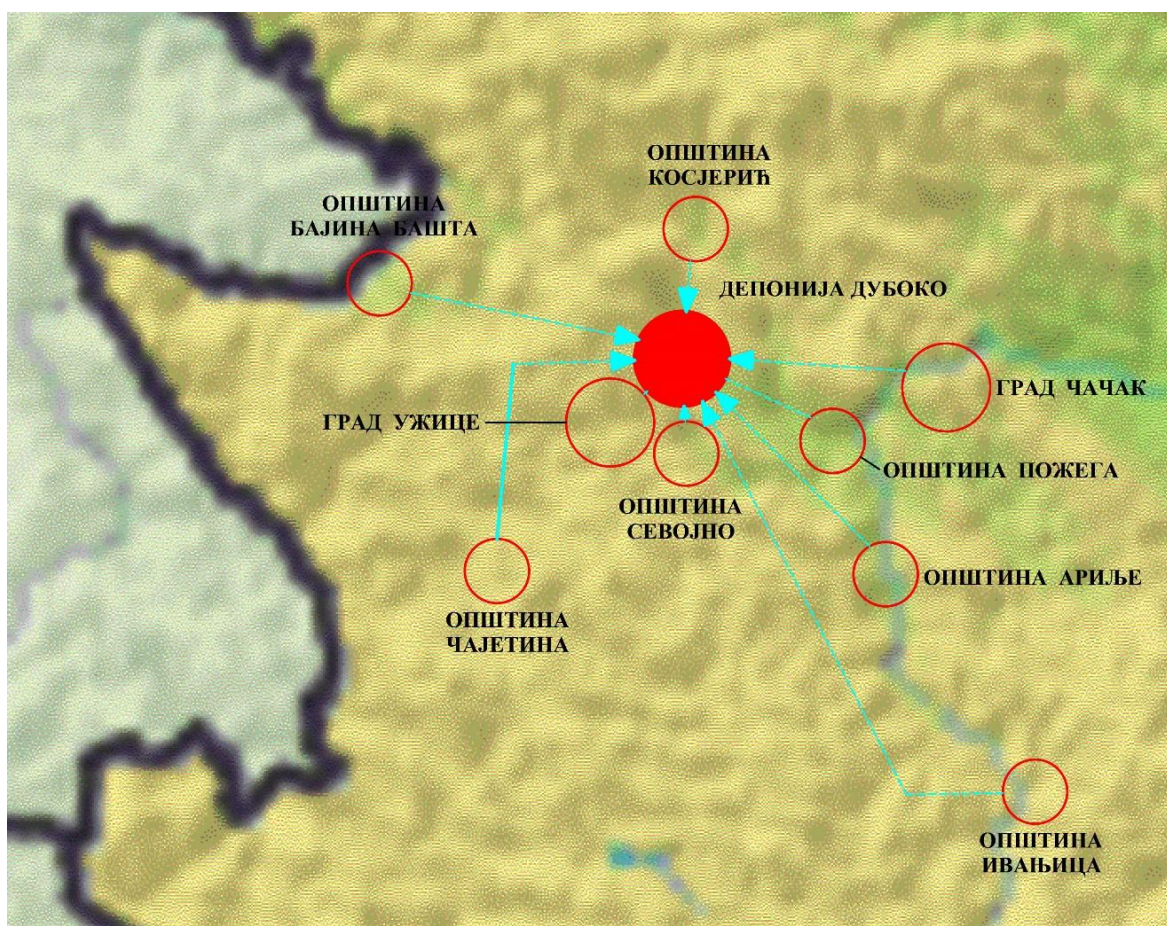 ОПШТИНА
КОСЈЕРИЋ
ОПШТИНА
БАЈИНА БАШТА
ДЕПОНИЈА ДУБОКО
ГРАД ЧАЧАК
ГРАД УЖИЦЕ
ОПШТИНА ПОЖЕГА
ОПШТИНА
СЕВОЈНО
ОПШТИНА АРИЉЕ
ОПШТИНА
ЧАЈЕТИНА
ОПШТИНА
ИВАЊИЦА